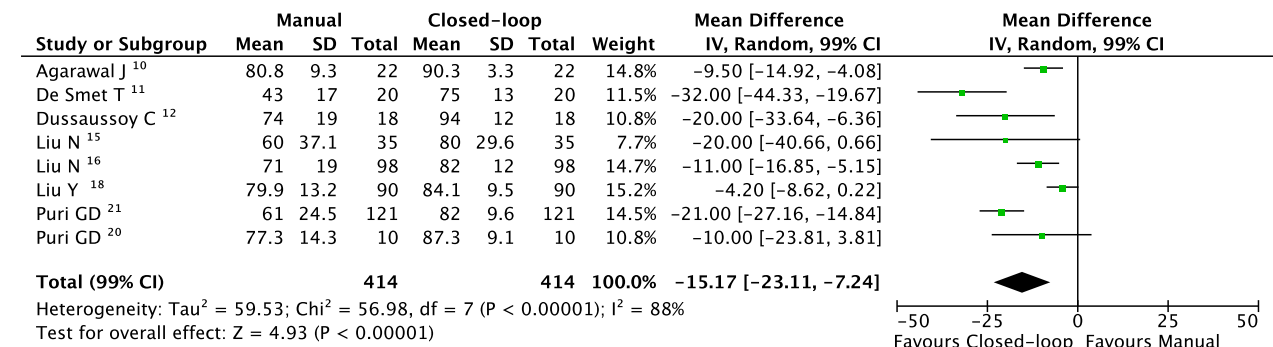 Manual Closed-loop Mean Difference Mean Difference
Study or Subgroup Mean SD Total Mean SD Total Weight IV, Random, 99% CI IV, Random, 99% CI
Agarawal J 10 80.8 9.3 22 90.3 3.3 22 14.8% -9.50 [-14.92, -4.08]
De Smet T 11 43 17 20 75 13 20 11.5% -32.00 [-44.33, -19.67]
Dussaussoy C 12 74 19 18 94 12 18 10.8% -20.00 [-33.64, -6.36]
Liu N 15 60 37.1 35 80 29.6 35 7.7% -20.00 [-40.66, 0.66]
Liu N 16 71 19 98 82 12 98 14.7% -11.00 [-16.85, -5.15]
Liu Y 18 79.9 13.2 90 84.1 9.5 90 15.2% -4.20 [-8.62, 0.22]
Puri GD 21 61 24.5 121 82 9.6 121 14.5% -21.00 [-27.16, -14.84]
Puri GD 20 77.3 14.3 10 87.3 9.1 10 10.8% -10.00 [-23.81, 3.81]
Total (99% CI) 414 414 100.0% -15.17 [-23.11, -7.24]
Heterogeneity: Tau² = 59.53; Chi² = 56.98, df = 7 (P < 0.00001); I² = 88%
Test for overall effect: Z = 4.93 (P < 0.00001)
-50 -25 0 25 50
Favours Closed-loop Favours Manual